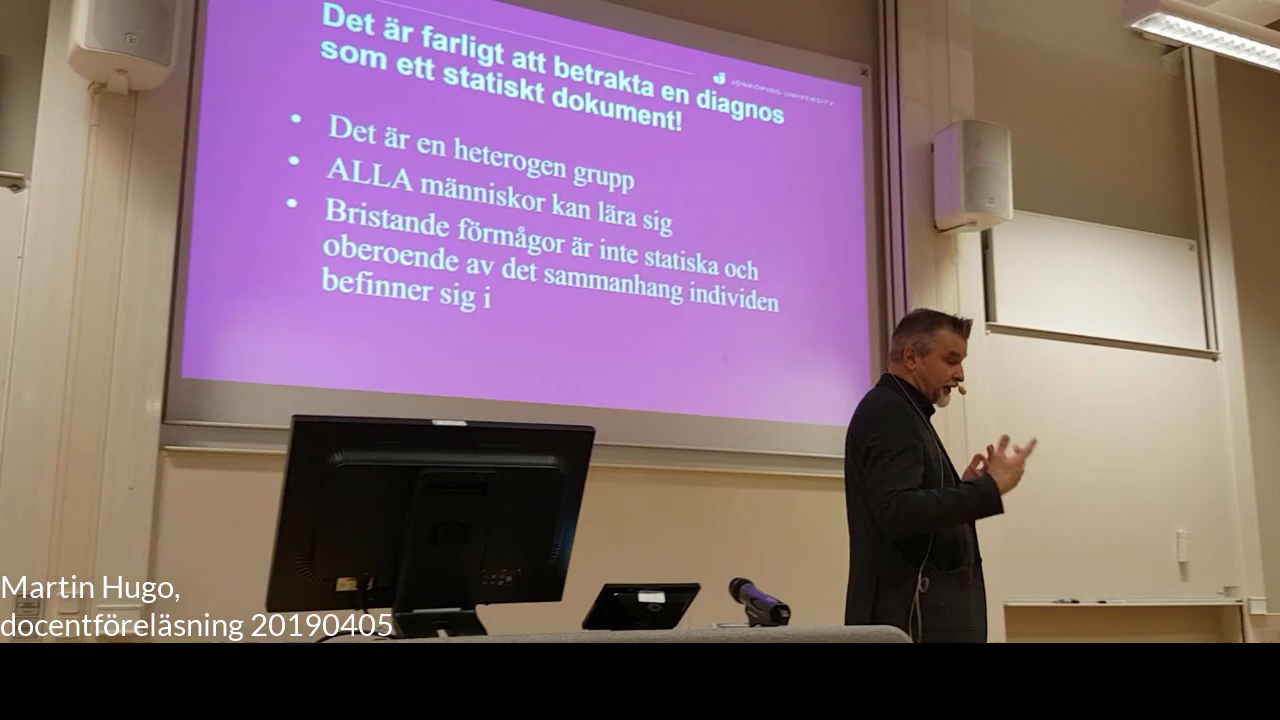 Det är farligt att betrakta en diagnos
som ett statiskt dokument!
JÖNKÖPING UNIVERSITY
• Det är en heterogen grupp
• ALLA människor kan lära sig
• Bristande förmågor är inte statiska och
oberoende av det sammanhang individen
befinner sig i
Martin Hugo,
docentföreläsning 20190405